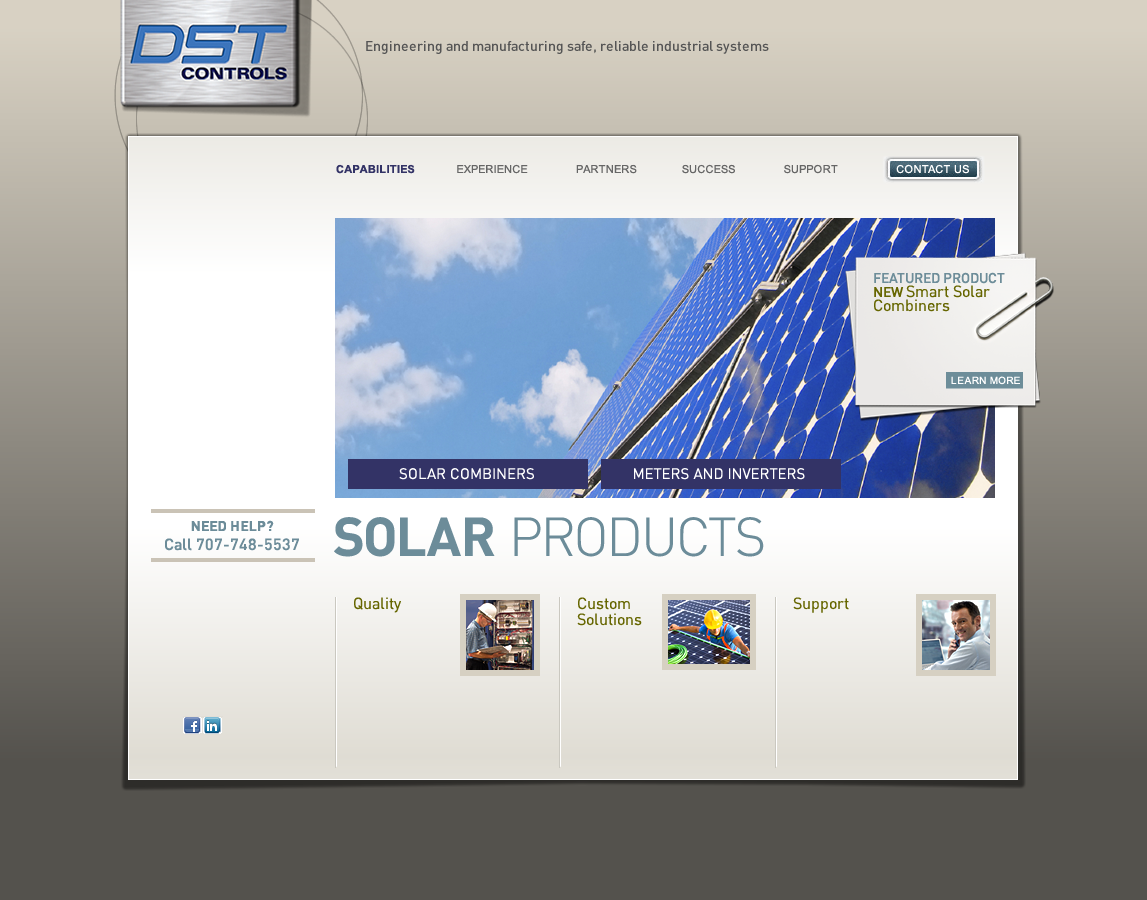 DST
CONTROLS
Engineering and manufacturing safe, reliable industrial systems
CAPABILITIES
EXPERIENCE
PARTNERS
SUCCESS
SUPPORT
CONTACT US
FEATURED PRODUCT
NEW Smart Solar
Combiners
LEARN MORE
SOLAR COMBINERS
METERS AND INVERTERS
NEED HELP?
Call 707-748-5537
SOLAR PRODUCTS
Quality
Custom
Solutions
Support
f
in